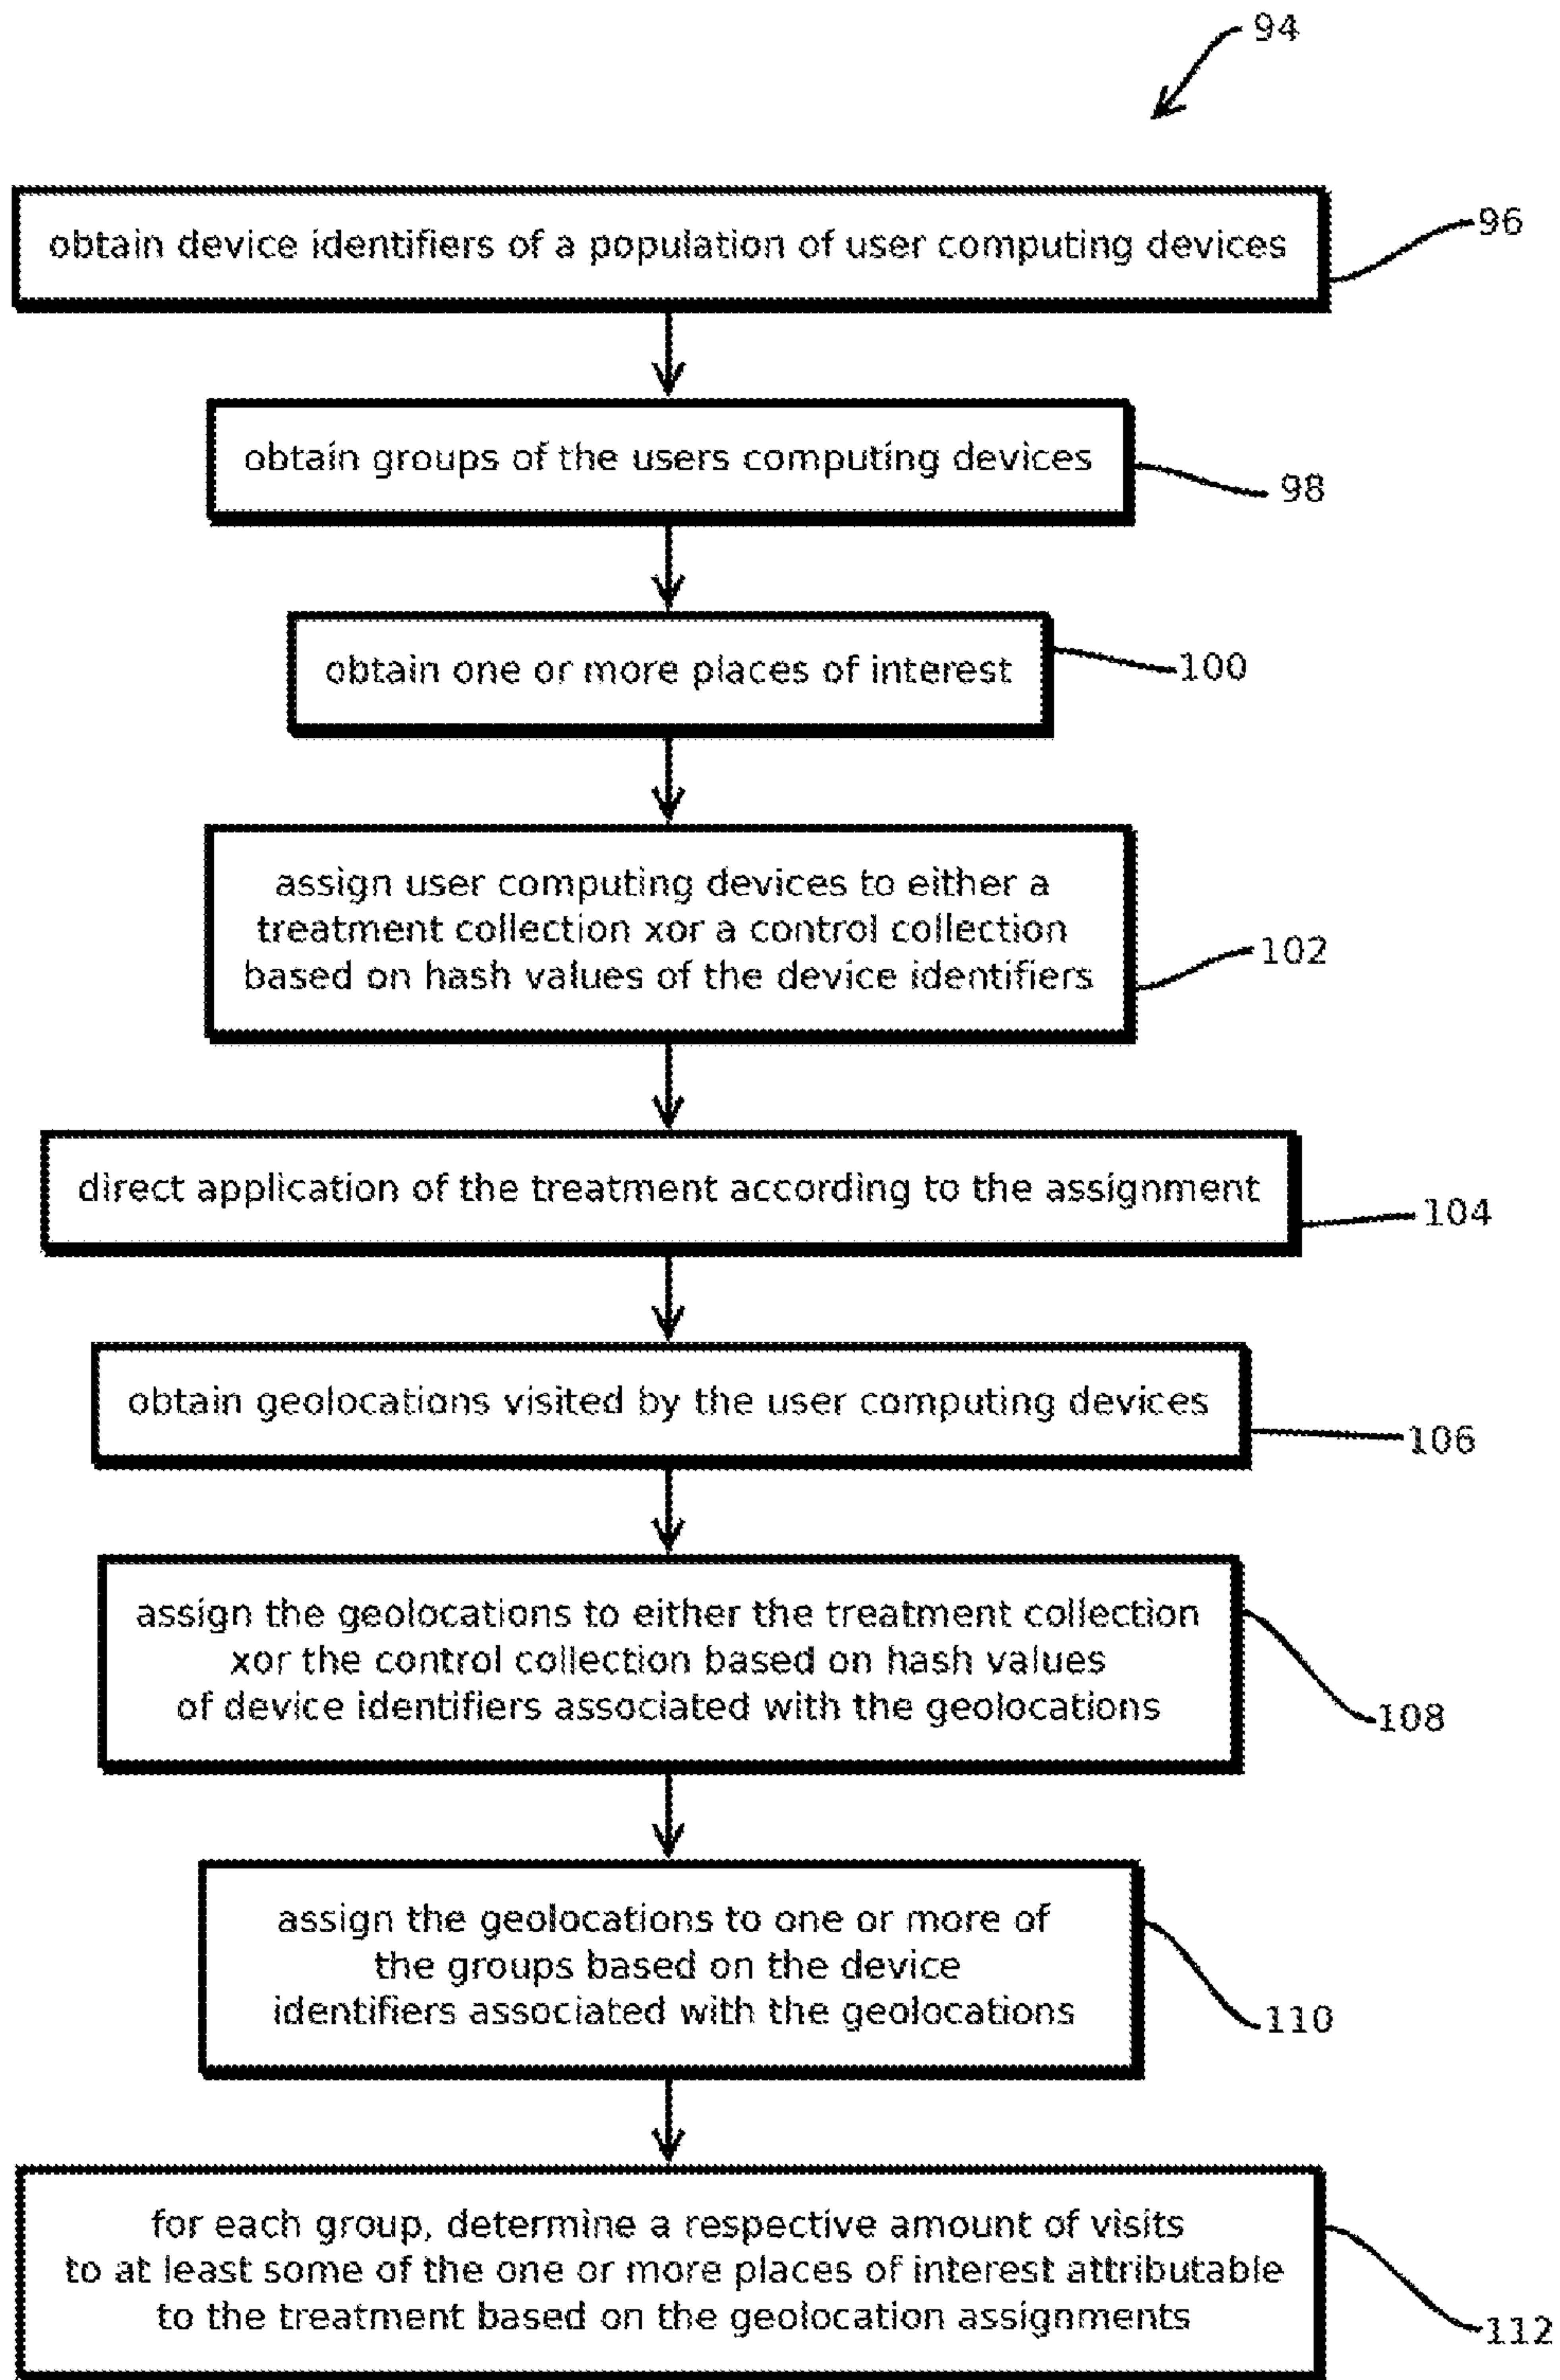 94
obtain device identifiers of a population of user computing devices
96
obtain groups of the users computing devices
98
obtain one or more places of interest
100
assign user computing devices to either a
treatment collection xor a control collection
based on hash values of the device identifiers
102
direct application of the treatment according to the assignment
104
obtain geolocations visited by the user computing devices
106
assign the geolocations to either the treatment collection
xor the control collection based on hash values
of device identifiers associated with the geolocations
108
assign the geolocations to one or more of
the groups based on the device
identifiers associated with the geolocations
110
for each group, determine a respective amount of visits
to at least some of the one or more places of interest attributable
to the treatment based on the geolocation assignments
112